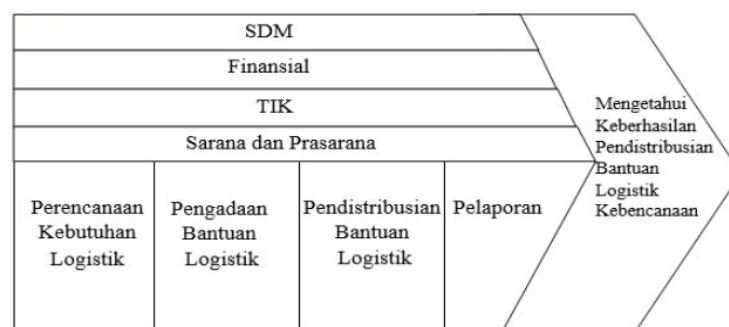 SDM
Finansial
TIK
Sarana dan Prasarana
Perencanaan
Kebutuhan
Logistik
Pengadaan
Bantuan
Logistik
Pendistribusian
Bantuan
Logistik
Pelaporan
Mengetahui
Keberhasilan
Pendistribusian
Bantuan
Logistik
Kebencanaan